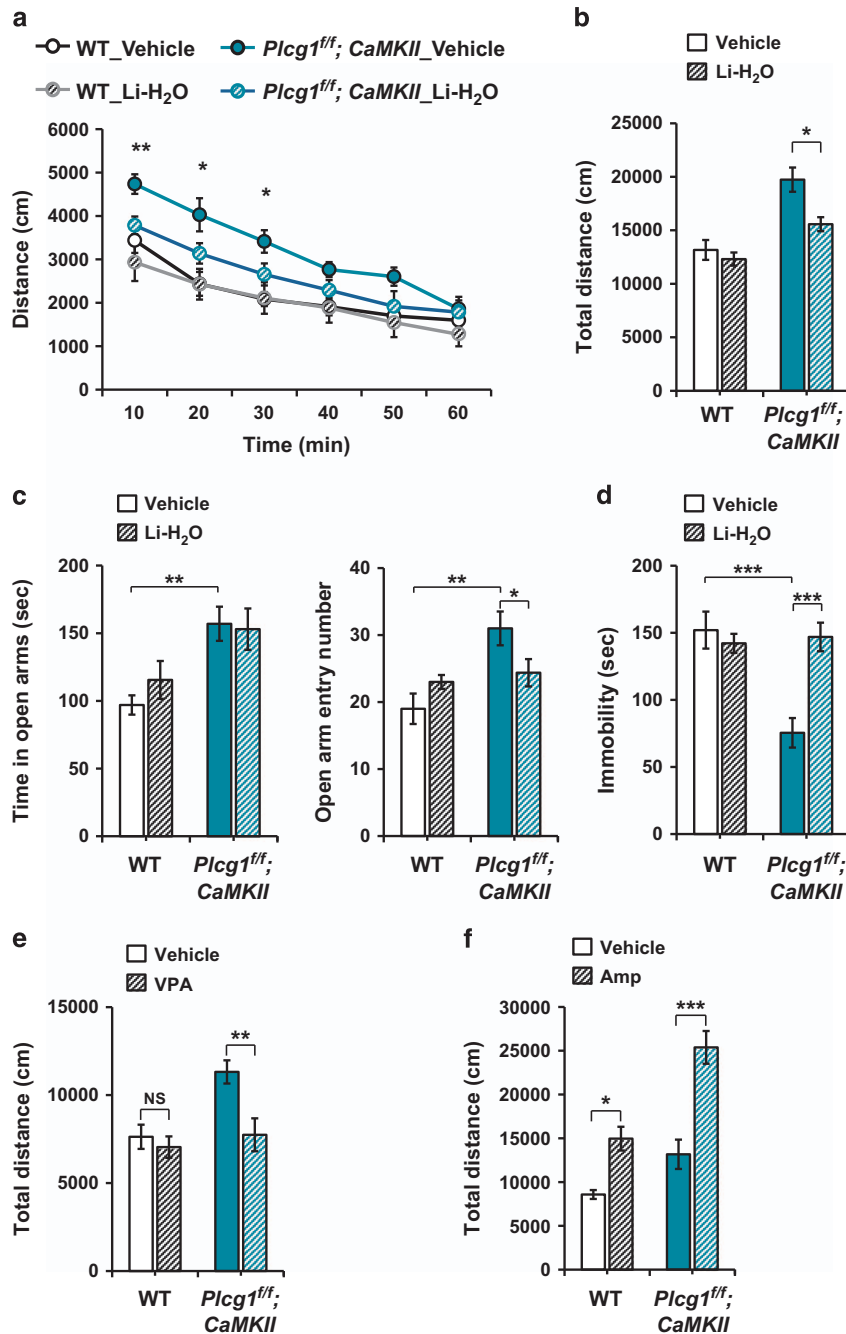 a
WT_Vehicle
Plcg1f/f; CaMKII_Vehicle
WT_Li-H2O
Plcg1f/f; CaMKII_Li-H2O
Distance (cm)
6000
5000
4000
3000
2000
1000
0
**
*
*
10 20 30 40 50 60
Time (min)
b
Vehicle
Li-H2O
Total distance (cm)
25000
20000
15000
10000
5000
0
*
WT
Plcg1f/f;
CaMKII
c
Vehicle
Li-H2O
Time in open arms (sec)
200
150
100
50
0
**
WT
Plcg1f/f;
CaMKII
Open arm entry number
40
30
20
10
0
**
*
WT
Plcg1f/f;
CaMKII
d
Vehicle
Li-H2O
Immobility (sec)
200
150
100
50
0
***
***
WT
Plcg1f/f;
CaMKII
e
Vehicle
VPA
Total distance (cm)
15000
10000
5000
0
NS
**
WT
Plcg1f/f;
CaMKII
f
Vehicle
Amp
Total distance (cm)
30000
25000
20000
15000
10000
5000
0
*
***
WT
Plcg1f/f;
CaMKII